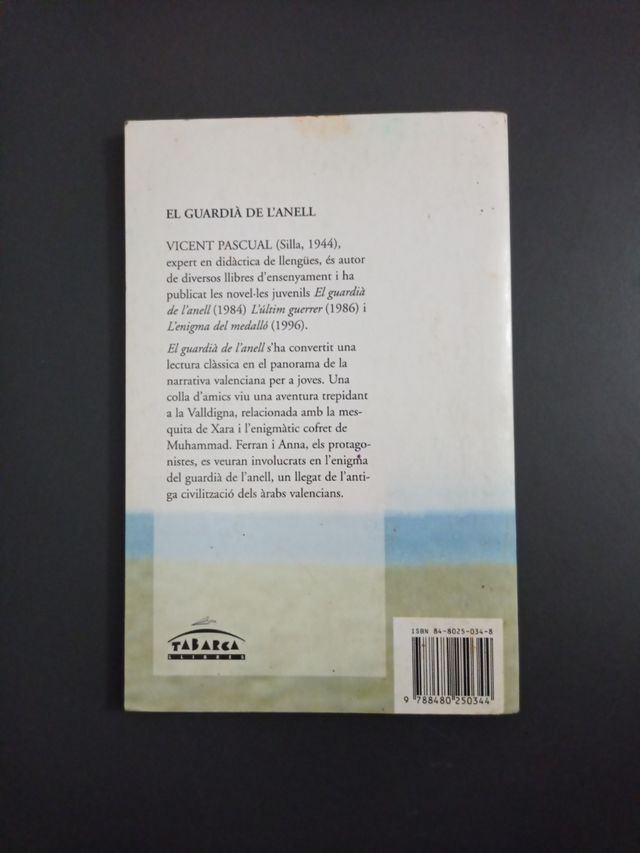 EL GUARDIÀ DE L'ANELL
VICENT PASCUAL (Silla, 1944),
expert en didàctica de llengües, és autor
de diversos llibres d'ensenyament i ha
publicat les novel·les juvenils El guardià
de l'anell (1984) L'últim guerrer (1986) i
L'enigma del medalló (1996).
El guardià de l'anell s'ha convertit una
lectura clàssica en el panorama de la
narrativa valenciana per a joves. Una
colla d'amics viu una aventura trepidant
a la Valldigna, relacionada amb la mes-
quita de Xara i l'enigmàtic cofret de
Muhammad. Ferran i Anna, els protago-
nistes, es veuran involucrats en l'enigma
del guardià de l'anell, un llegat de l'anti-
ga civilització dels àrabs valencians.
TABARCA
LLIBRES
ISBN 84-8025-034-8
9 788480 250344